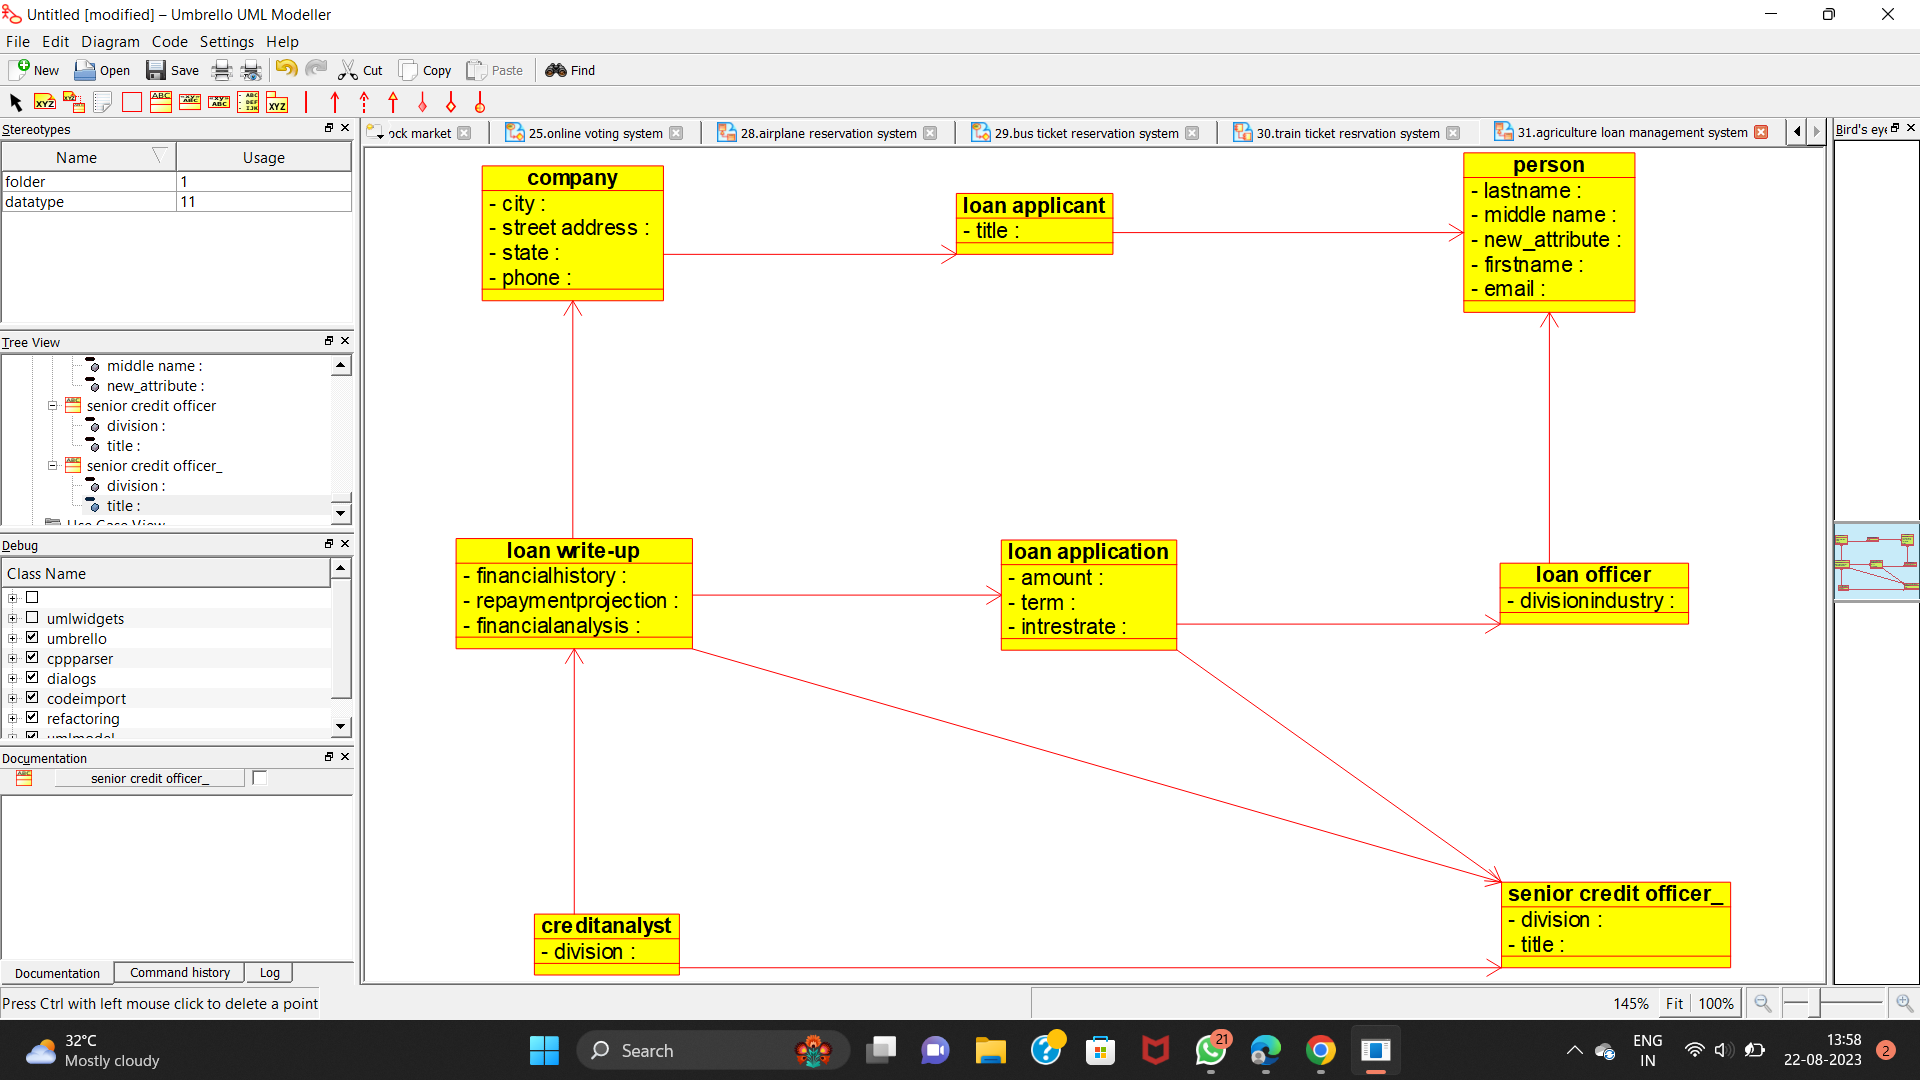 Untitled [modified] – Umbrello UML Modeller
File Edit Diagram Code Settings Help
New Open Save Cut Copy Paste Find
Stereotypes
Name Usage
folder 1
datatype 11
Tree View
middle name :
new_attribute :
senior credit officer
division :
title :
senior credit officer_
division :
title :
Use Case View
Debug
Class Name
umlwidgets
umbrello
cppparser
dialogs
codeimport
refactoring
umlmodel
Documentation
senior credit officer_
Documentation Command history Log
Press Ctrl with left mouse click to delete a point
ock market 25.online voting system 28.airplane reservation system 29.bus ticket reservation system 30.train ticket resrvation system 31.agriculture loan management system
Bird's eye
company
- city :
- street address :
- state :
- phone :
loan applicant
- title :
person
- lastname :
- middle name :
- new_attribute :
- firstname :
- email :
loan write-up
- financialhistory :
- repaymentprojection :
- financialanalysis :
loan application
- amount :
- term :
- intrestrate :
loan officer
- divisionindustry :
creditanalyst
- division :
senior credit officer_
- division :
- title :
145% Fit 100%
32°C
Mostly cloudy
Search
21
ENG
IN
13:58
22-08-2023
2